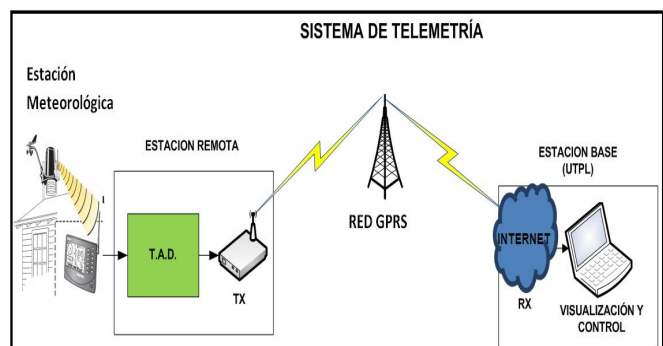 SISTEMA DE TELEMETRÍA
Estación
Meteorológica
ESTACION REMOTA
T.A.D.
TX
RED GPRS
ESTACION BASE
(UTPL)
INTERNET
RX
VISUALIZACIÓN Y
CONTROL